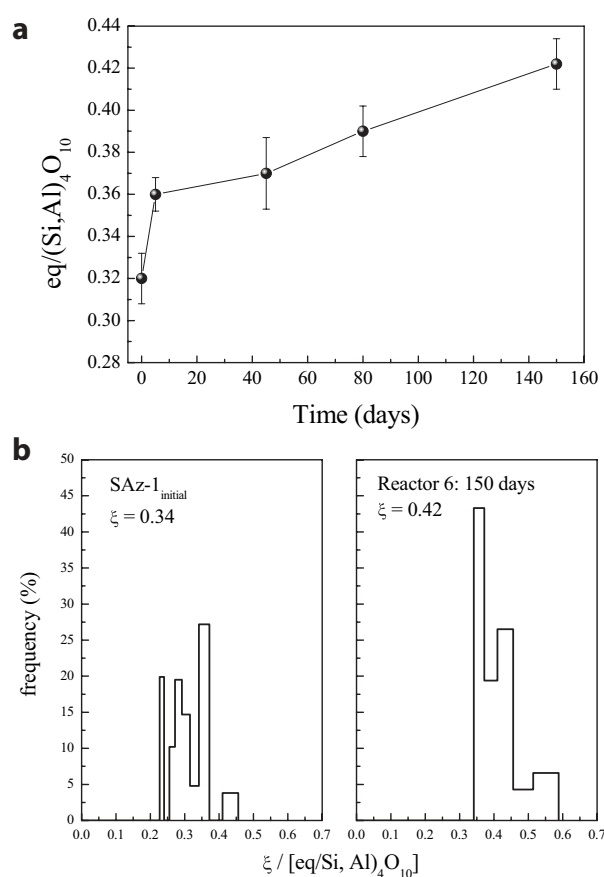 a
0.44
0.42
0.40
0.38
0.36
0.34
0.32
0.30
0.28
eq/(Si,Al)₄O₁₀
0 20 40 60 80 100 120 140 160
Time (days)
b
50
45
40
35
30
25
20
15
10
5
0
frequency (%)
SAz-1initial
ξ = 0.34
Reactor 6: 150 days
ξ = 0.42
0.0 0.1 0.2 0.3 0.4 0.5 0.6 0.7
0.0 0.1 0.2 0.3 0.4 0.5 0.6 0.7
ξ / [eq/Si, Al)₄O₁₀]